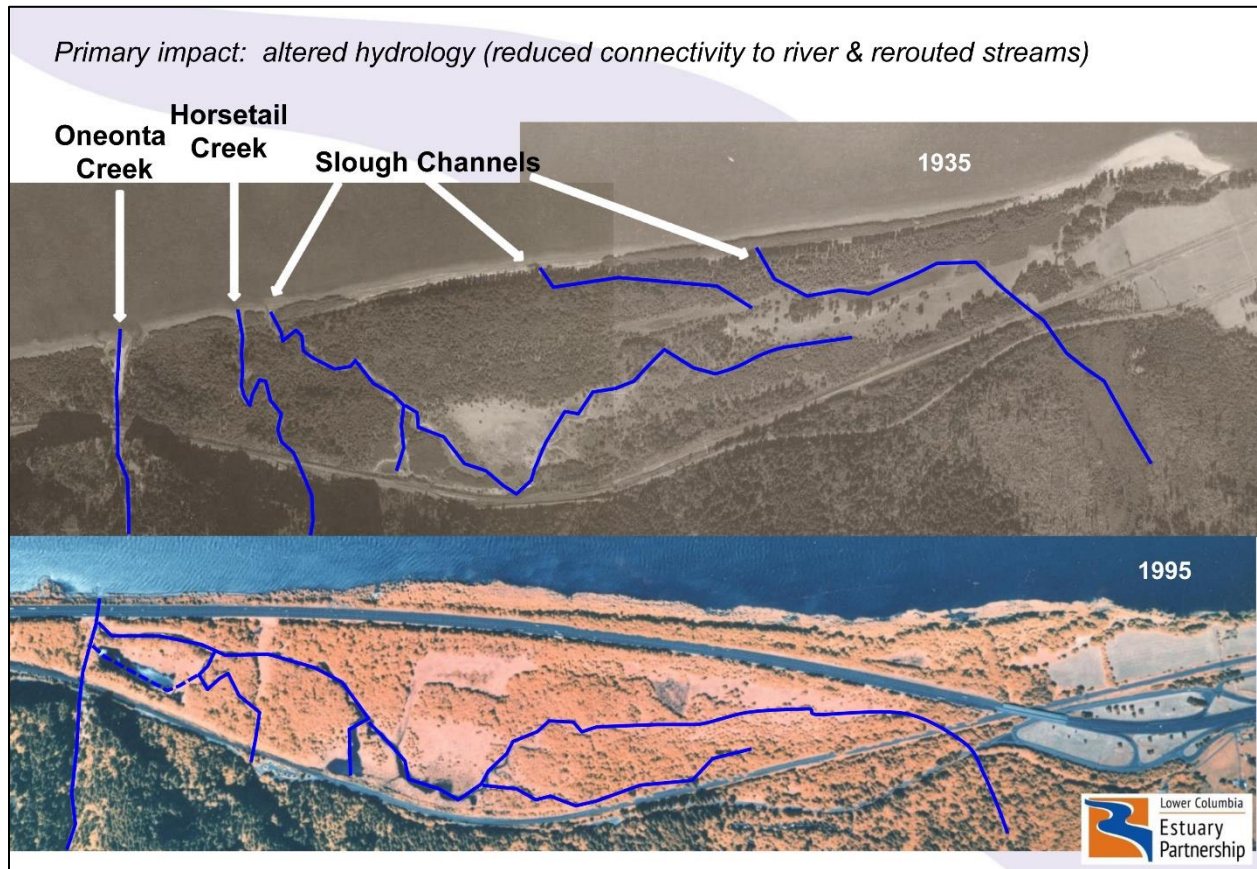 Primary impact: altered hydrology (reduced connectivity to river & rerouted streams)
Oneonta
Creek
Horsetail
Creek
Slough Channels
1935
1995
Lower Columbia
Estuary
Partnership